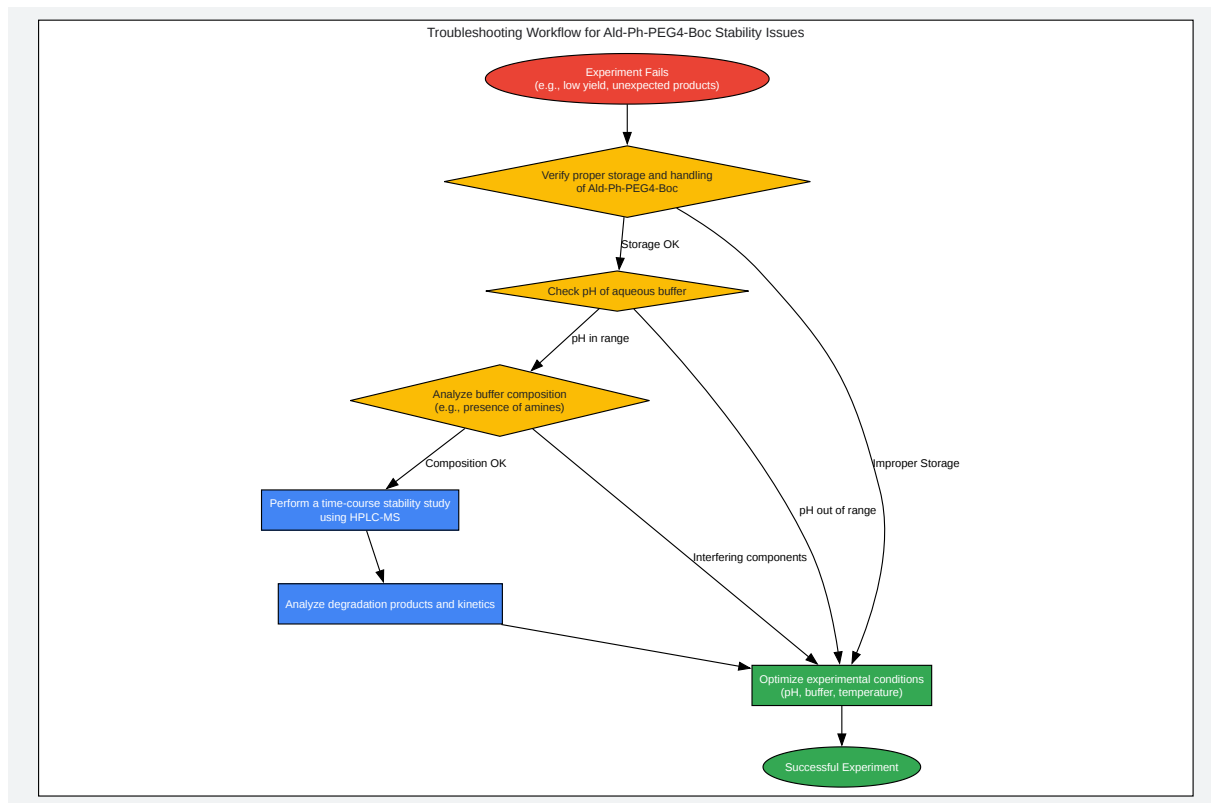 Troubleshooting Workflow for Ald-Ph-PEG4-Boc Stability Issues
Experiment Fails
(e.g., low yield, unexpected products)
Verify proper storage and handling
of Ald-Ph-PEG4-Boc
Storage OK
Check pH of aqueous buffer
pH in range
Analyze buffer composition
(e.g., presence of amines)
Composition OK
Improper Storage
Perform a time-course stability study
using HPLC-MS
pH out of range
Interfering components
Analyze degradation products and kinetics
Optimize experimental conditions
(pH, buffer, temperature)
Successful Experiment